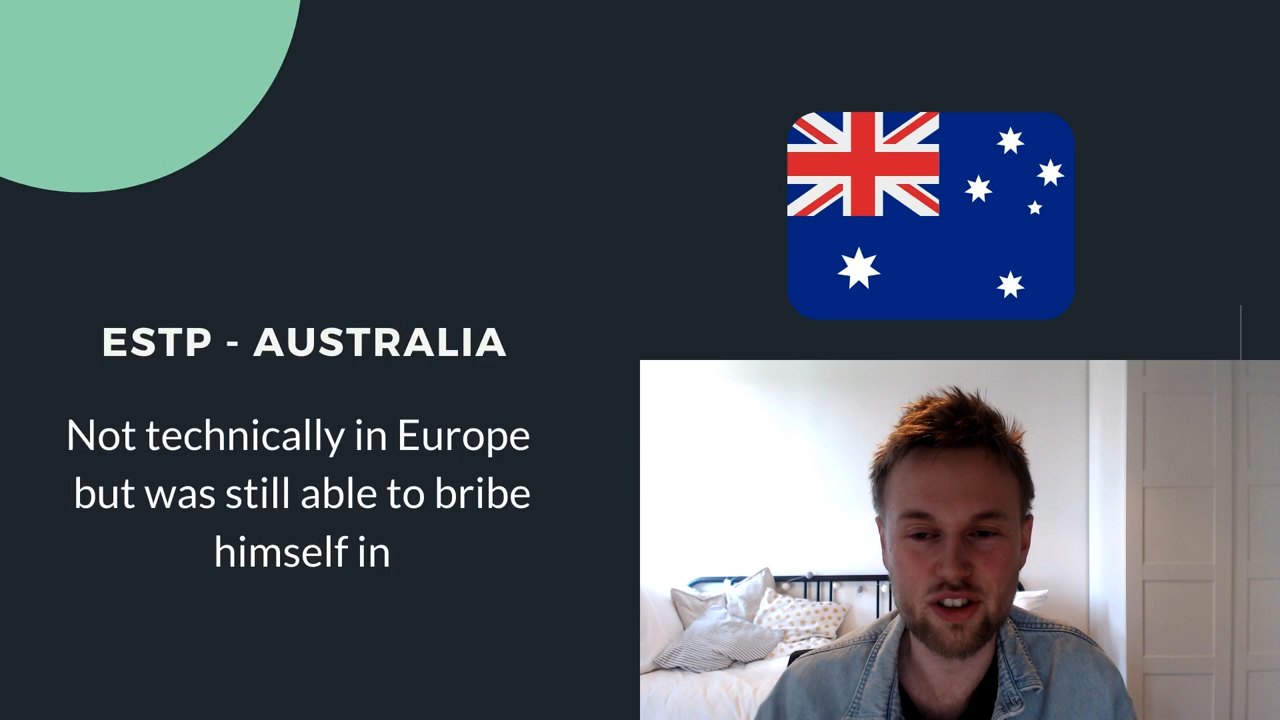 ESTP - AUSTRALIA
Not technically in Europe
but was still able to bribe
himself in